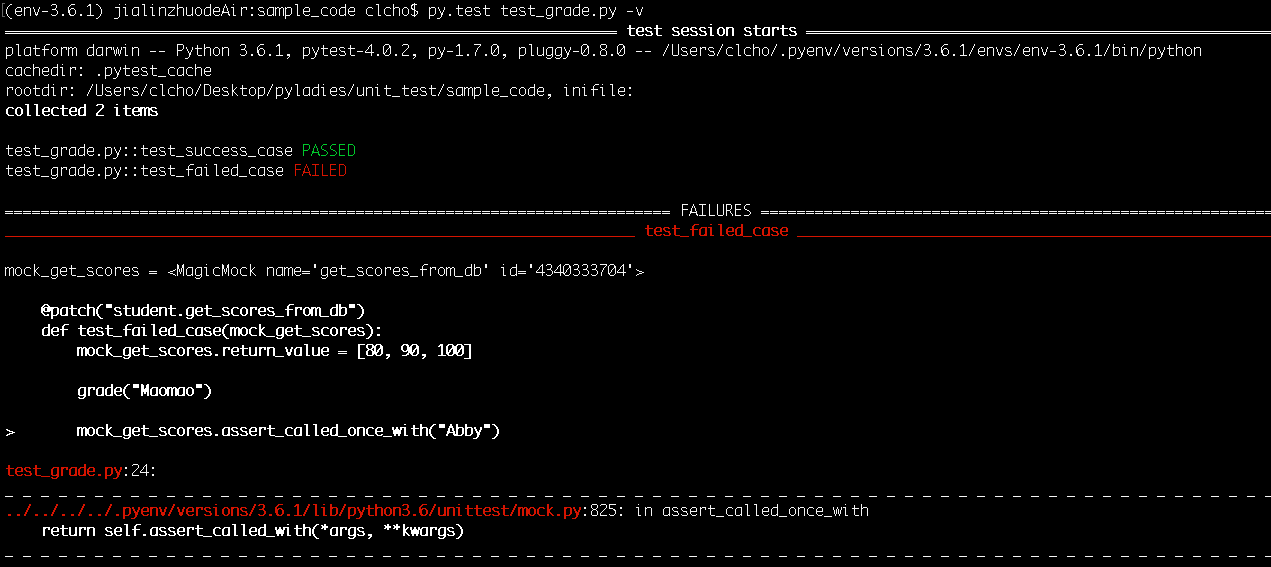 (env-3.6.1) jialinzhuodeAir:sample_code clcho$ py.test test_grade.py -v
test session starts
platform darwin -- Python 3.6.1, pytest-4.0.2, py-1.7.0, pluggy-0.8.0 -- /Users/clcho/.pyenv/versions/3.6.1/envs/env-3.6.1/bin/python
cachedir: .pytest_cache
rootdir: /Users/clcho/Desktop/pyladies/unit_test/sample_code, inifile:
collected 2 items
test_grade.py::test_success_case PASSED
test_grade.py::test_failed_case FAILED
FAILURES
test_failed_case
mock_get_scores = <MagicMock name='get_scores_from_db' id='4340333704'>
@patch("student.get_scores_from_db")
def test_failed_case(mock_get_scores):
mock_get_scores.return_value = [80, 90, 100]
grade("Maomao")
> mock_get_scores.assert_called_once_with("Abby")
test_grade.py:24:
../../../../.pyenv/versions/3.6.1/lib/python3.6/unittest/mock.py:825: in assert_called_once_with
return self.assert_called_with(*args, **kwargs)